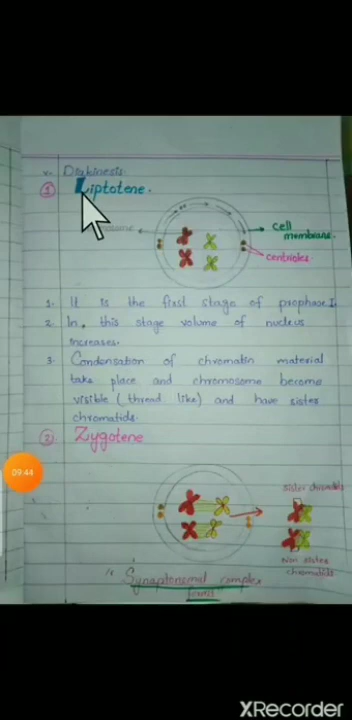 v. Diakinesis.
① Liptotene.
cell
membrane.
centrioles
1. It is the first stage of prophase I.
2. In, this stage volume of nucleus
increases.
3. Condensation of chromatin material
take place and chromosome become
visible (thread like) and have sister
chromatids.
② Zygotene
sister chromatids
Non sister
chromatids
"Synaptonemal complex
forms"
09:44
XRecorder